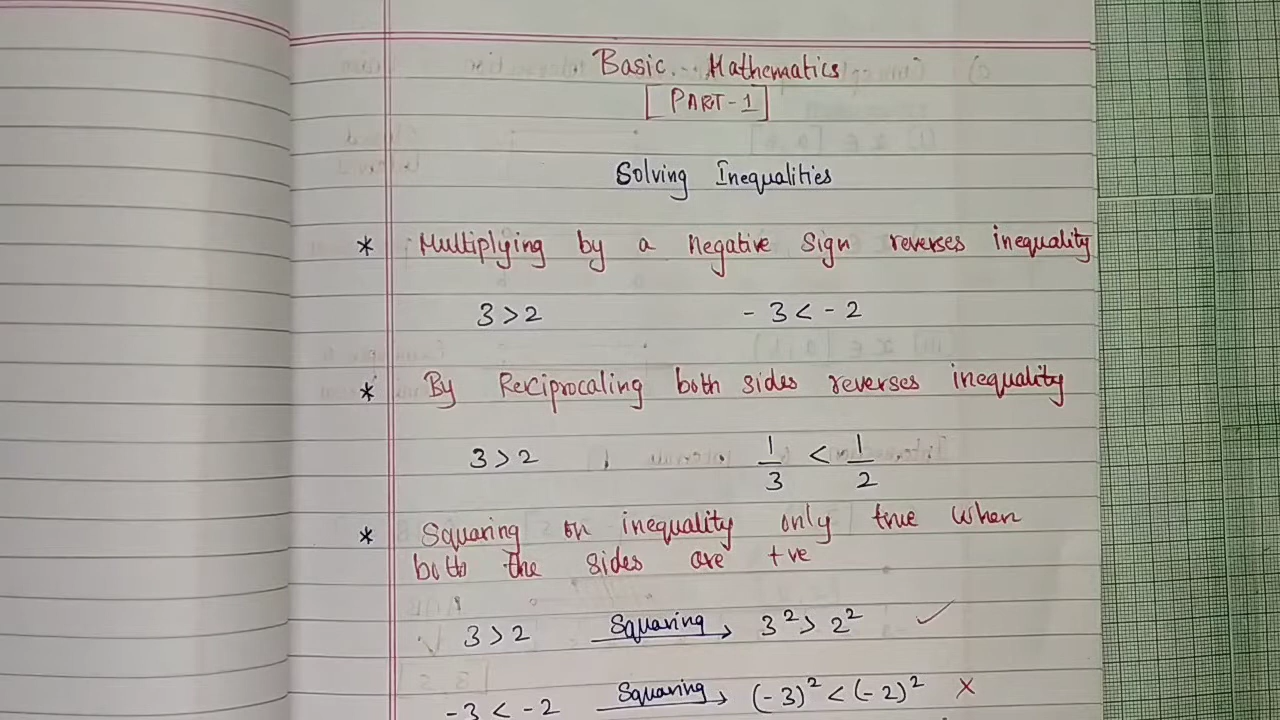 Basic Mathematics
[PART-1]
Solving Inequalities
* Multiplying by a negative sign reverses inequality
3 > 2 - 3 < - 2
* By Reciprocaling both sides reverses inequality
3 > 2 , 1/3 < 1/2
* Squaring on inequality only true when
both the sides are +ve
3 > 2 Squaring → 3² > 2² ✓
-3 < -2 Squaring → (-3)² < (-2)² ×